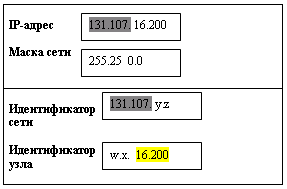 IP-адрес 131.107. 16.200
Маска сети 255.25 0.0
Идентификатор сети 131.107. y.z
Идентификатор узла w.x. 16.200